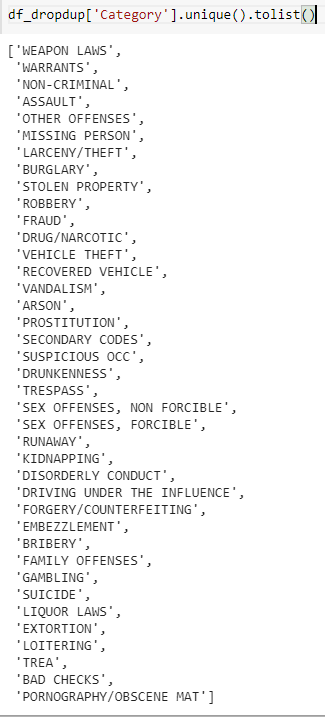 df_dropdup['Category'].unique().tolist()
['WEAPON LAWS',
'WARRANTS',
'NON-CRIMINAL',
'ASSAULT',
'OTHER OFFENSES',
'MISSING PERSON',
'LARCENY/THEFT',
'BURGLARY',
'STOLEN PROPERTY',
'ROBBERY',
'FRAUD',
'DRUG/NARCOTIC',
'VEHICLE THEFT',
'RECOVERED VEHICLE',
'VANDALISM',
'ARSON',
'PROSTITUTION',
'SECONDARY CODES',
'SUSPICIOUS OCC',
'DRUNKENNESS',
'TRESPASS',
'SEX OFFENSES, NON FORCIBLE',
'SEX OFFENSES, FORCIBLE',
'RUNAWAY',
'KIDNAPPING',
'DISORDERLY CONDUCT',
'DRIVING UNDER THE INFLUENCE',
'FORGERY/COUNTERFEITING',
'EMBEZZLEMENT',
'BRIBERY',
'FAMILY OFFENSES',
'GAMBLING',
'SUICIDE',
'LIQUOR LAWS',
'EXTORTION',
'LOITERING',
'TREA',
'BAD CHECKS',
'PORNOGRAPHY/OBSCENE MAT']